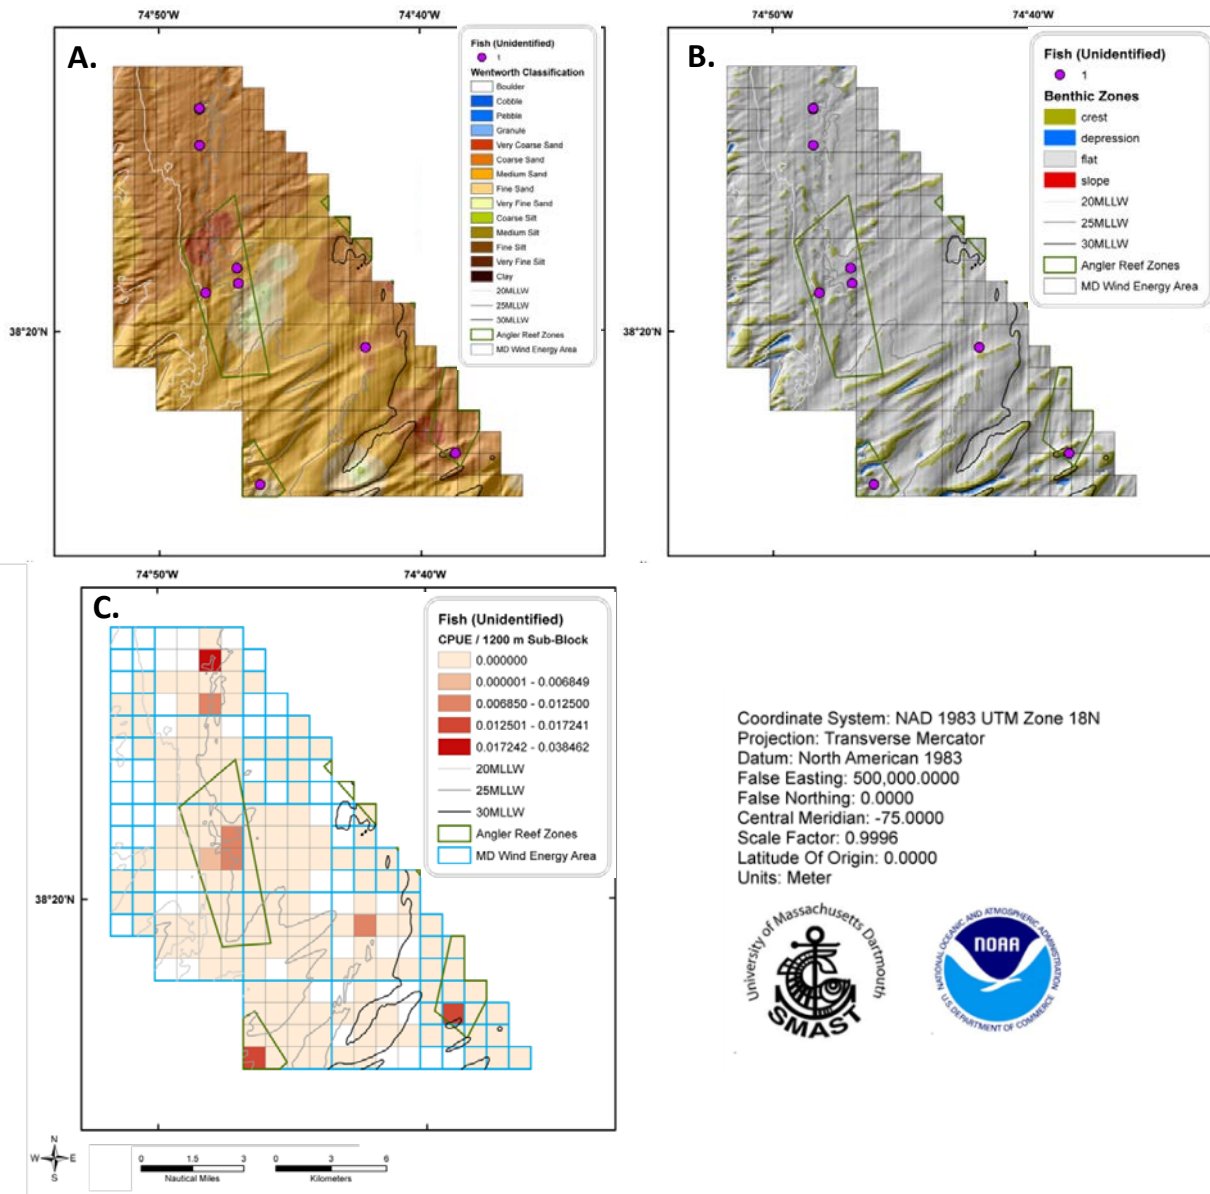 74°50'W
74°40'W
A.
Fish (Unidentified)
1
Wentworth Classification
Boulder
Cobble
Pebble
Granule
Very Coarse Sand
Coarse Sand
Medium Sand
Fine Sand
Very Fine Sand
Coarse Silt
Medium Silt
Fine Silt
Very Fine Silt
Clay
20MLLW
25MLLW
30MLLW
Angler Reef Zones
MD Wind Energy Area
38°20'N
74°50'W
74°40'W
B.
Fish (Unidentified)
1
Benthic Zones
crest
depression
flat
slope
20MLLW
25MLLW
30MLLW
Angler Reef Zones
MD Wind Energy Area
38°20'N
74°50'W
74°40'W
C.
Fish (Unidentified)
CPUE / 1200 m Sub-Block
0.000000
0.000001 - 0.006849
0.006850 - 0.012500
0.012501 - 0.017241
0.017242 - 0.038462
20MLLW
25MLLW
30MLLW
Angler Reef Zones
MD Wind Energy Area
38°20'N
N
W E
S
0 1.5 3
Nautical Miles
0 3 6
Kilometers
Coordinate System: NAD 1983 UTM Zone 18N
Projection: Transverse Mercator
Datum: North American 1983
False Easting: 500,000.0000
False Northing: 0.0000
Central Meridian: -75.0000
Scale Factor: 0.9996
Latitude Of Origin: 0.0000
Units: Meter
University of Massachusetts Dartmouth
SMAST
NATIONAL OCEANIC AND ATMOSPHERIC ADMINISTRATION
NOAA
U.S. DEPARTMENT OF COMMERCE